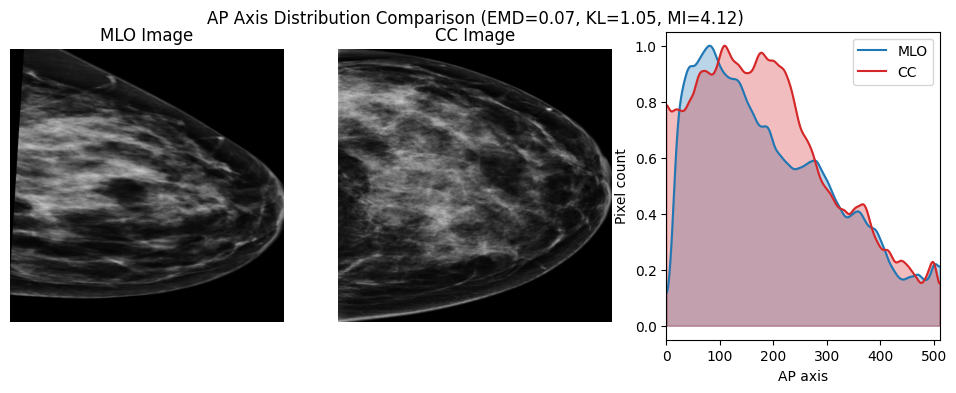 AP Axis Distribution Comparison (EMD=0.07, KL=1.05, MI=4.12)
MLO Image
CC Image
MLO
CC
Pixel count
1.0
0.8
0.6
0.4
0.2
0.0
0 100 200 300 400 500
AP axis